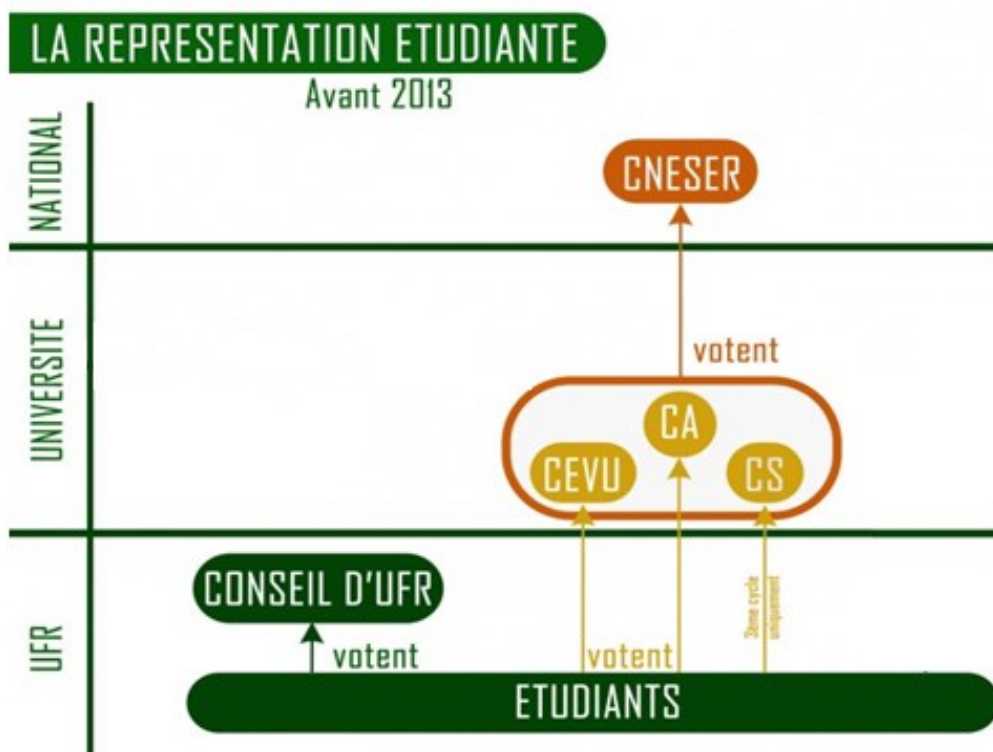 LA REPRESENTATION ETUDIANTE
Avant 2013
NATIONAL
CNESER
votent
UNIVERSITE
CA
CEVU
CS
UFR
CONSEIL D'UFR
votent
votent
3ème cycle
uniquement
ETUDIANTS